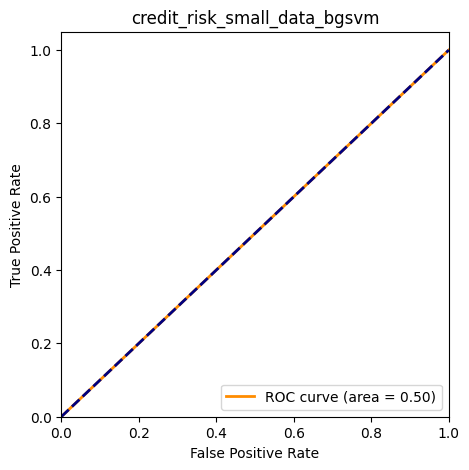 credit_risk_small_data_bgsvm
True Positive Rate
1.0
0.8
0.6
0.4
0.2
0.0
ROC curve (area = 0.50)
0.0 0.2 0.4 0.6 0.8 1.0
False Positive Rate